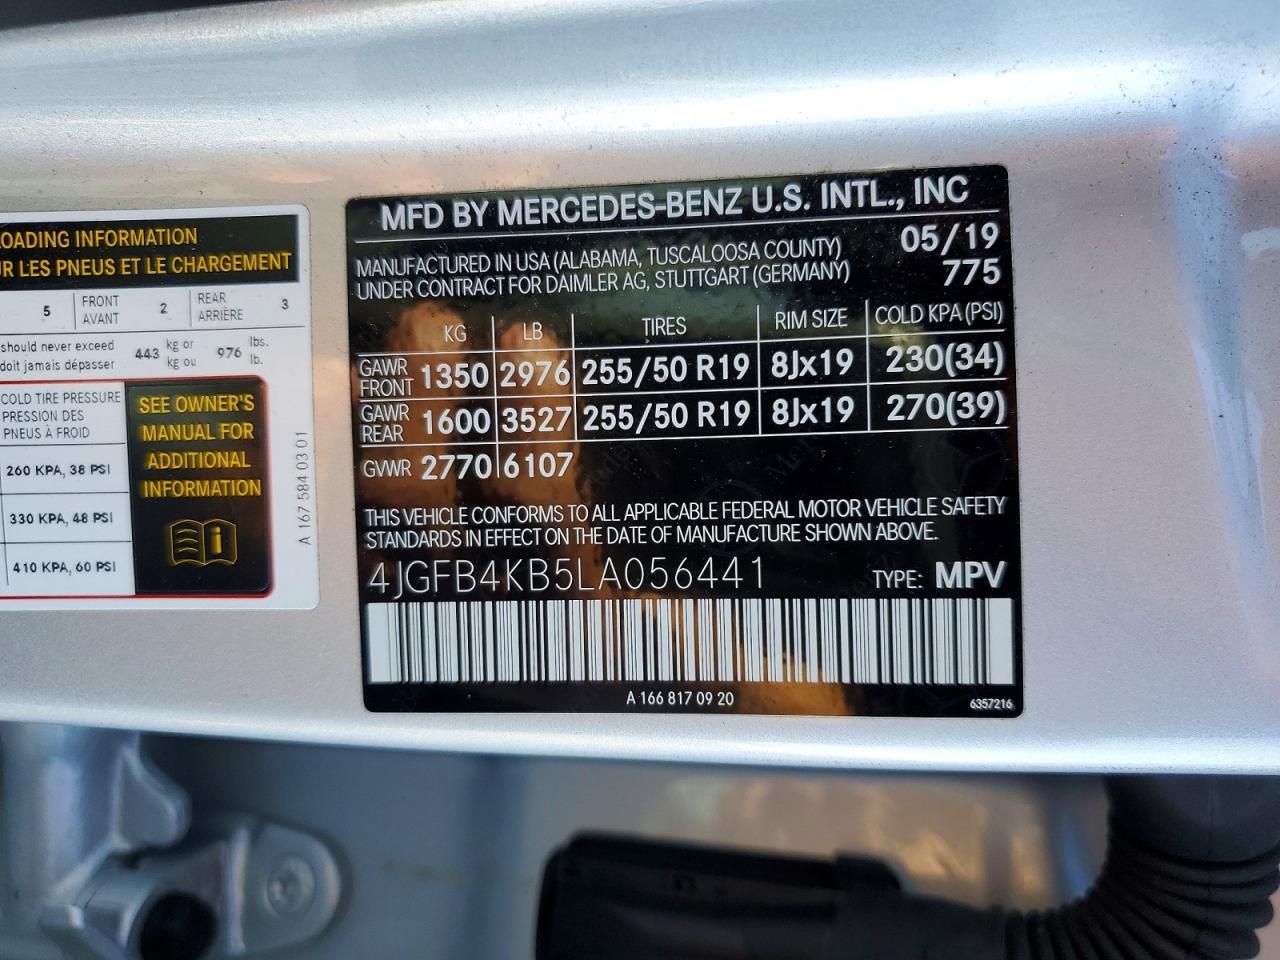 OADING INFORMATION
R LES PNEUS ET LE CHARGEMENT
5 FRONT AVANT 2 REAR ARRIÈRE 3
should never exceed
doit jamais dépasser
443 kg or kg ou 976 lbs. lb.
COLD TIRE PRESSURE
PRESSION DES
PNEUS À FROID
260 KPA, 38 PSI
330 KPA, 48 PSI
410 KPA, 60 PSI
SEE OWNER'S
MANUAL FOR
ADDITIONAL
INFORMATION
A 167 584 03 01
MFD BY MERCEDES-BENZ U.S. INTL., INC
MANUFACTURED IN USA (ALABAMA, TUSCALOOSA COUNTY) 05/19
UNDER CONTRACT FOR DAIMLER AG, STUTTGART (GERMANY) 775
KG LB TIRES RIM SIZE COLD KPA (PSI)
GAWR FRONT 1350 2976 255/50 R19 8Jx19 230(34)
GAWR REAR 1600 3527 255/50 R19 8Jx19 270(39)
GVWR 2770 6107
THIS VEHICLE CONFORMS TO ALL APPLICABLE FEDERAL MOTOR VEHICLE SAFETY
STANDARDS IN EFFECT ON THE DATE OF MANUFACTURE SHOWN ABOVE.
4JGFB4KB5LA056441 TYPE: MPV
A 166 817 09 20
6357216